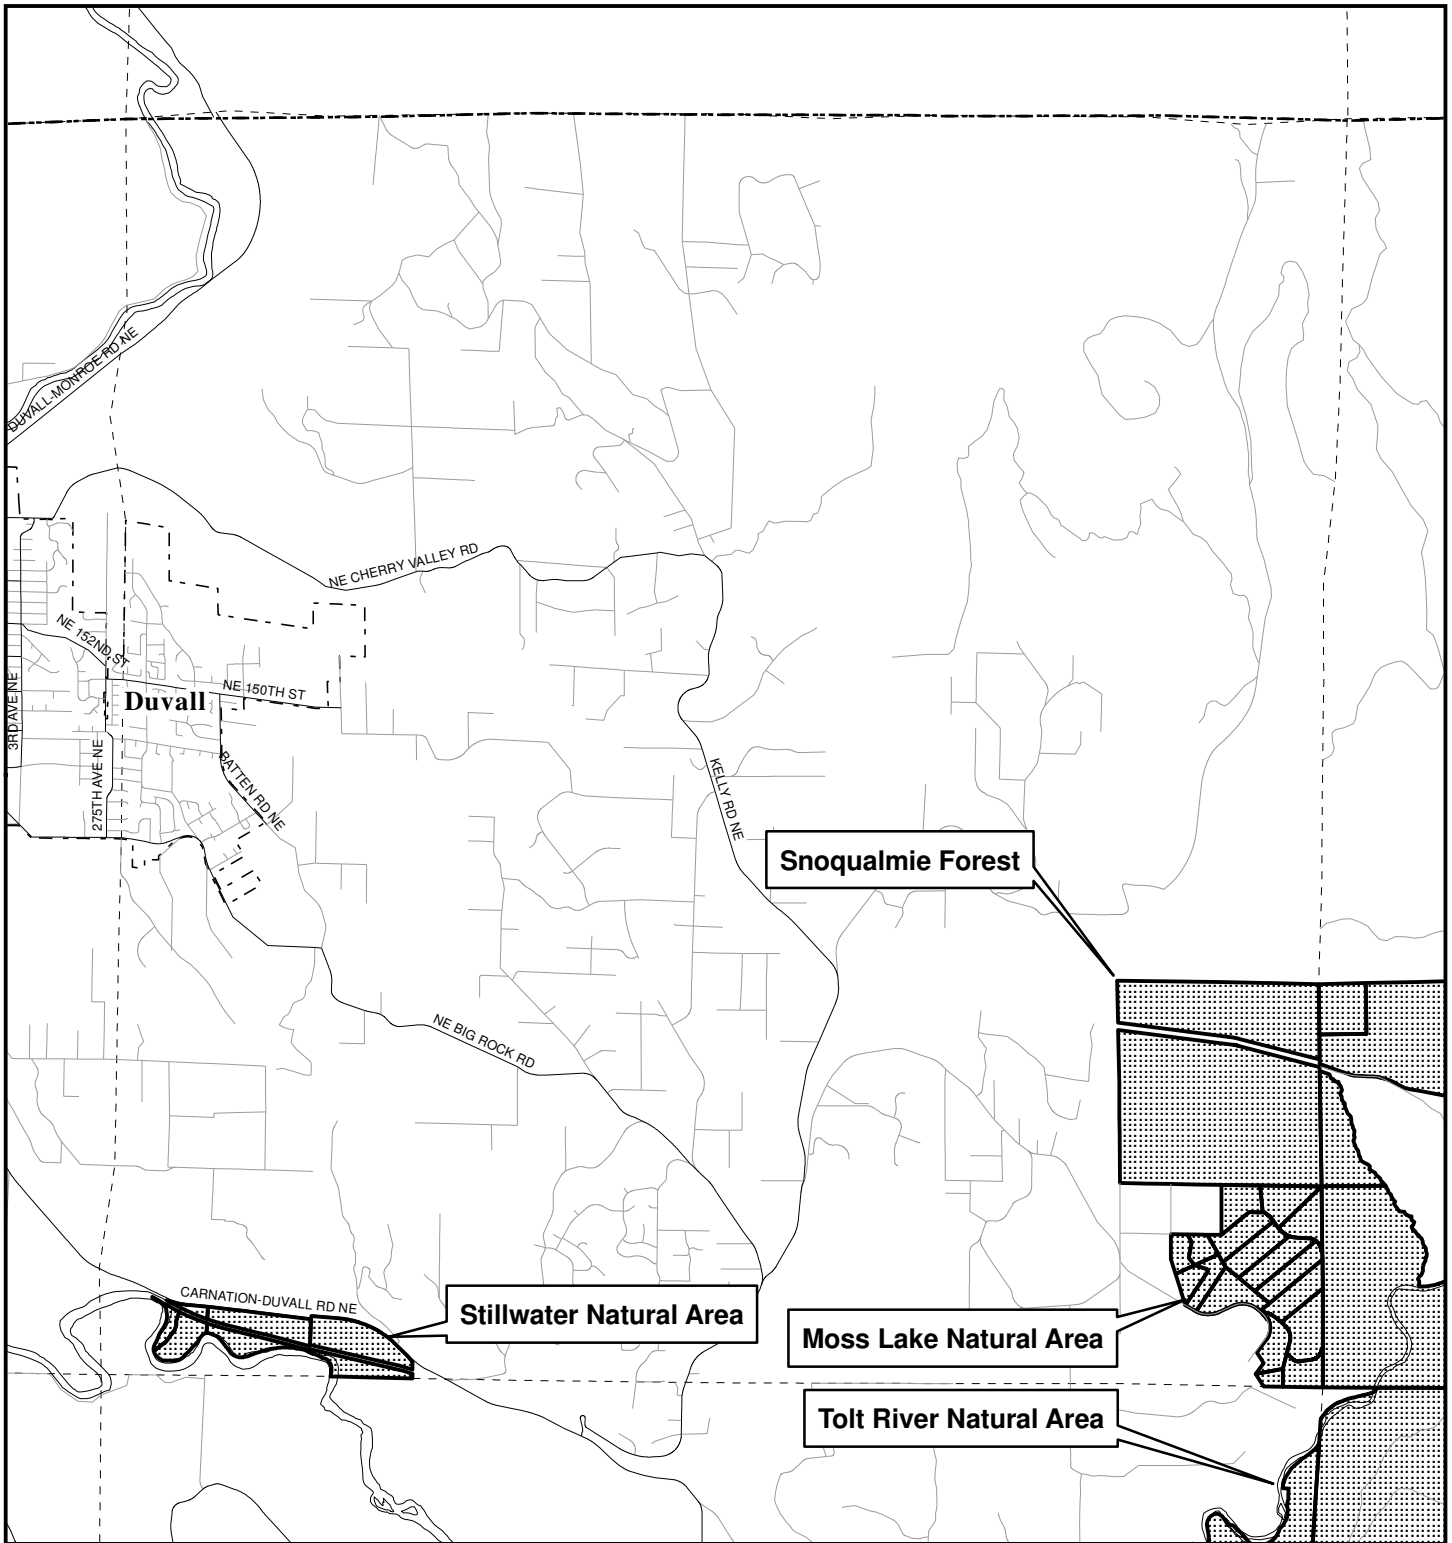 DUVALL-MONROE RD NE
NE CHERRY VALLEY RD
NE 152ND ST
3RD AVE NE
Duvall
NE 150TH ST
275TH AVE NE
BATTEN RD NE
KELLY RD NE
Snoqualmie Forest
NE BIG ROCK RD
CARNATION-DUVALL RD NE
Stillwater Natural Area
Moss Lake Natural Area
Tolt River Natural Area